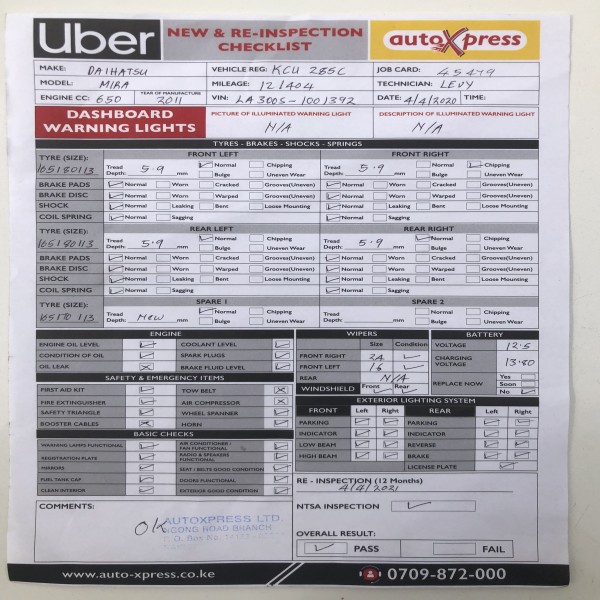 Uber
NEW & RE-INSPECTION CHECKLIST
autoXpress
MAKE: DAIHATSU VEHICLE REG: KCU 285C JOB CARD: 45479
MODEL: MIRA MILEAGE: 121404 TECHNICIAN: LEVY
ENGINE CC: 650 YEAR OF MANUFACTURE 2011 VIN: LA300S-1001392 DATE: 4/4/2020 TIME:
DASHBOARD WARNING LIGHTS
PICTURE OF ILLUMINATED WARNING LIGHT N/A
DESCRIPTION OF ILLUMINATED WARNING LIGHT N/A
TYRES - BRAKES - SHOCKS - SPRINGS
FRONT LEFT FRONT RIGHT
TYRE (SIZE): 165180113 Tread Depth: 5.9 mm Normal Chipping Bulge Uneven Wear Tread Depth: 5.9 mm Normal Chipping Bulge Uneven Wear
BRAKE PADS Normal Worn Cracked Grooves(Uneven) Normal Worn Cracked Grooves(Uneven)
BRAKE DISC Normal Worn Warped Grooves(Uneven) Normal Worn Warped Grooves(Uneven)
SHOCK Normal Leaking Bent Loose Mounting Normal Leaking Bent Loose Mounting
COIL SPRING Normal Sagging Normal Sagging
REAR LEFT REAR RIGHT
TYRE (SIZE): 165180113 Tread Depth: 5.9 mm Normal Chipping Bulge Uneven Wear Tread Depth: 5.9 mm Normal Chipping Bulge Uneven Wear
BRAKE PADS Normal Worn Cracked Grooves(Uneven) Normal Worn Cracked Grooves(Uneven)
BRAKE DISC Normal Worn Warped Grooves(Uneven) Normal Worn Warped Grooves(Uneven)
SHOCK Normal Leaking Bent Loose Mounting Normal Leaking Bent Loose Mounting
COIL SPRING Normal Sagging Normal Sagging
SPARE 1 SPARE 2
TYRE (SIZE): 165170 113 Tread Depth: New mm Normal Chipping Bulge Uneven Wear Tread Depth: mm Normal Chipping Bulge Uneven Wear
ENGINE
ENGINE OIL LEVEL COOLANT LEVEL
CONDITION OF OIL SPARK PLUGS
OIL LEAK BRAKE FLUID LEVEL
SAFETY & EMERGENCY ITEMS
FIRST AID KIT TOW BELT
FIRE EXTINGUISHER AIR COMPRESSOR
SAFETY TRIANGLE WHEEL SPANNER
BOOSTER CABLES HORN
BASIC CHECKS
WARNING LAMPS FUNCTIONAL AIR CONDITIONER / FAN FUNCTIONAL
REGISTRATION PLATE RADIO & SPEAKERS FUNCTIONAL
MIRRORS SEAT / BELTS GOOD CONDITION
FUEL TANK CAP DOORS FUNCTIONAL
CLEAN INTERIOR EXTERIOR GOOD CONDITION
WIPERS
Size Condition
FRONT RIGHT 24
FRONT LEFT 16
REAR N/A
WINDSHIELD Front Rear
BATTERY
VOLTAGE 12.5
CHARGING VOLTAGE 13.80
REPLACE NOW Yes Soon No
EXTERIOR LIGHTING SYSTEM
FRONT Left Right REAR Left Right
PARKING PARKING
INDICATOR INDICATOR
LOW BEAM REVERSE
HIGH BEAM BRAKE
LICENSE PLATE
COMMENTS:
OK
AUTOXPRESS LTD.
NGONG ROAD BRANCH
RE - INSPECTION (12 Months)
4/4/2021
NTSA INSPECTION
OVERALL RESULT:
PASS FAIL
www.auto-xpress.co.ke 0709-872-000